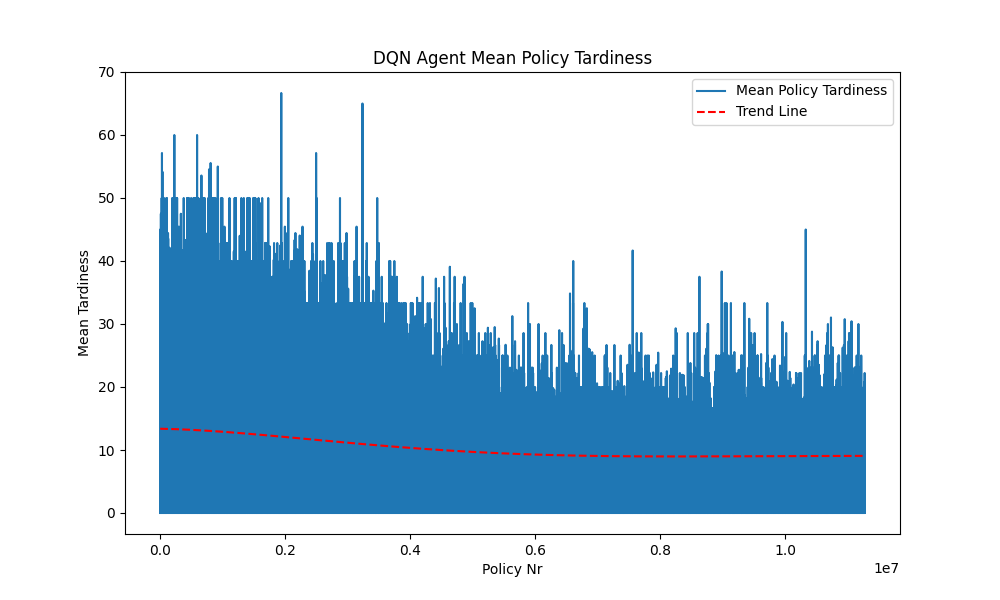 DQN Agent Mean Policy Tardiness
Mean Policy Tardiness
Trend Line
Mean Tardiness
70
60
50
40
30
20
10
0
0.0 0.2 0.4 0.6 0.8 1.0
1e7
Policy Nr